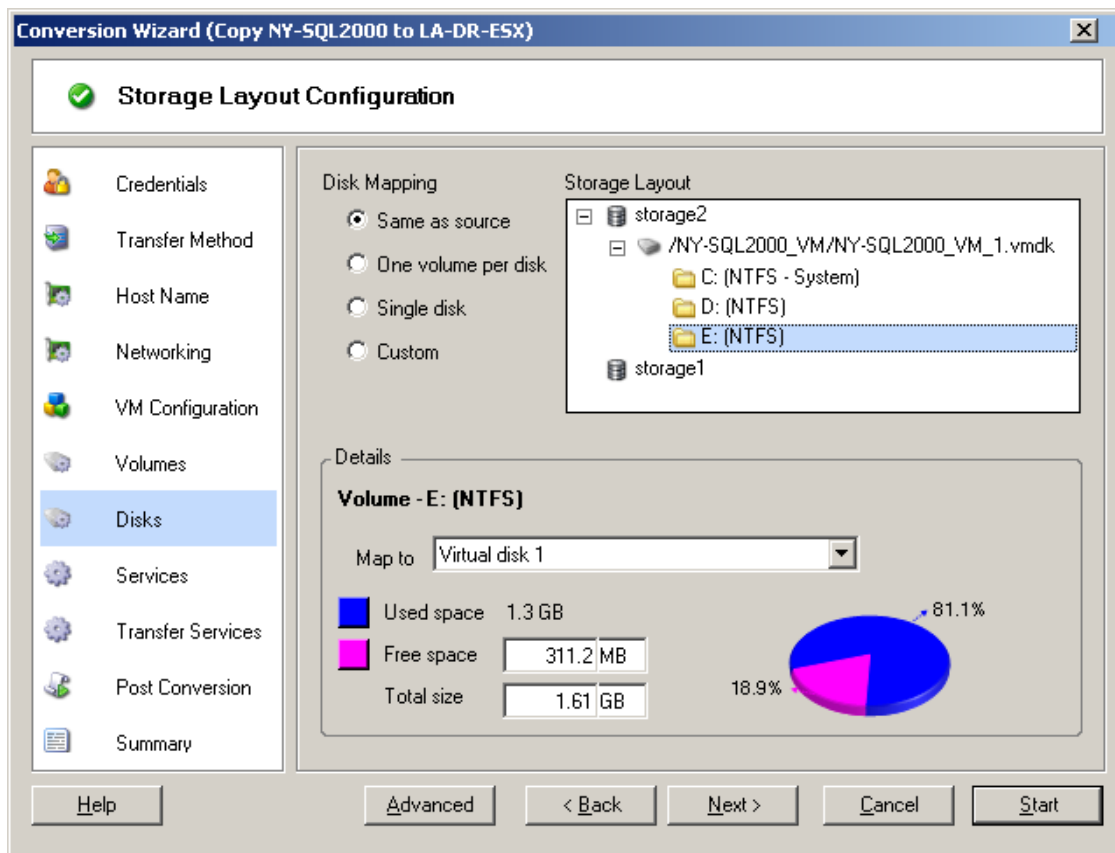 Conversion Wizard (Copy NY-SQL2000 to LA-DR-ESX)
Storage Layout Configuration
Credentials
Transfer Method
Host Name
Networking
VM Configuration
Volumes
Disks
Services
Transfer Services
Post Conversion
Summary
Disk Mapping
Same as source
One volume per disk
Single disk
Custom
Storage Layout
storage2
/NY-SQL2000_VM/NY-SQL2000_VM_1.vmdk
C: (NTFS - System)
D: (NTFS)
E: (NTFS)
storage1
Details
Volume - E: (NTFS)
Map to Virtual disk 1
Used space 1.3 GB
Free space 311.2 MB
Total size 1.61 GB
81.1%
18.9%
Help Advanced < Back Next > Cancel Start